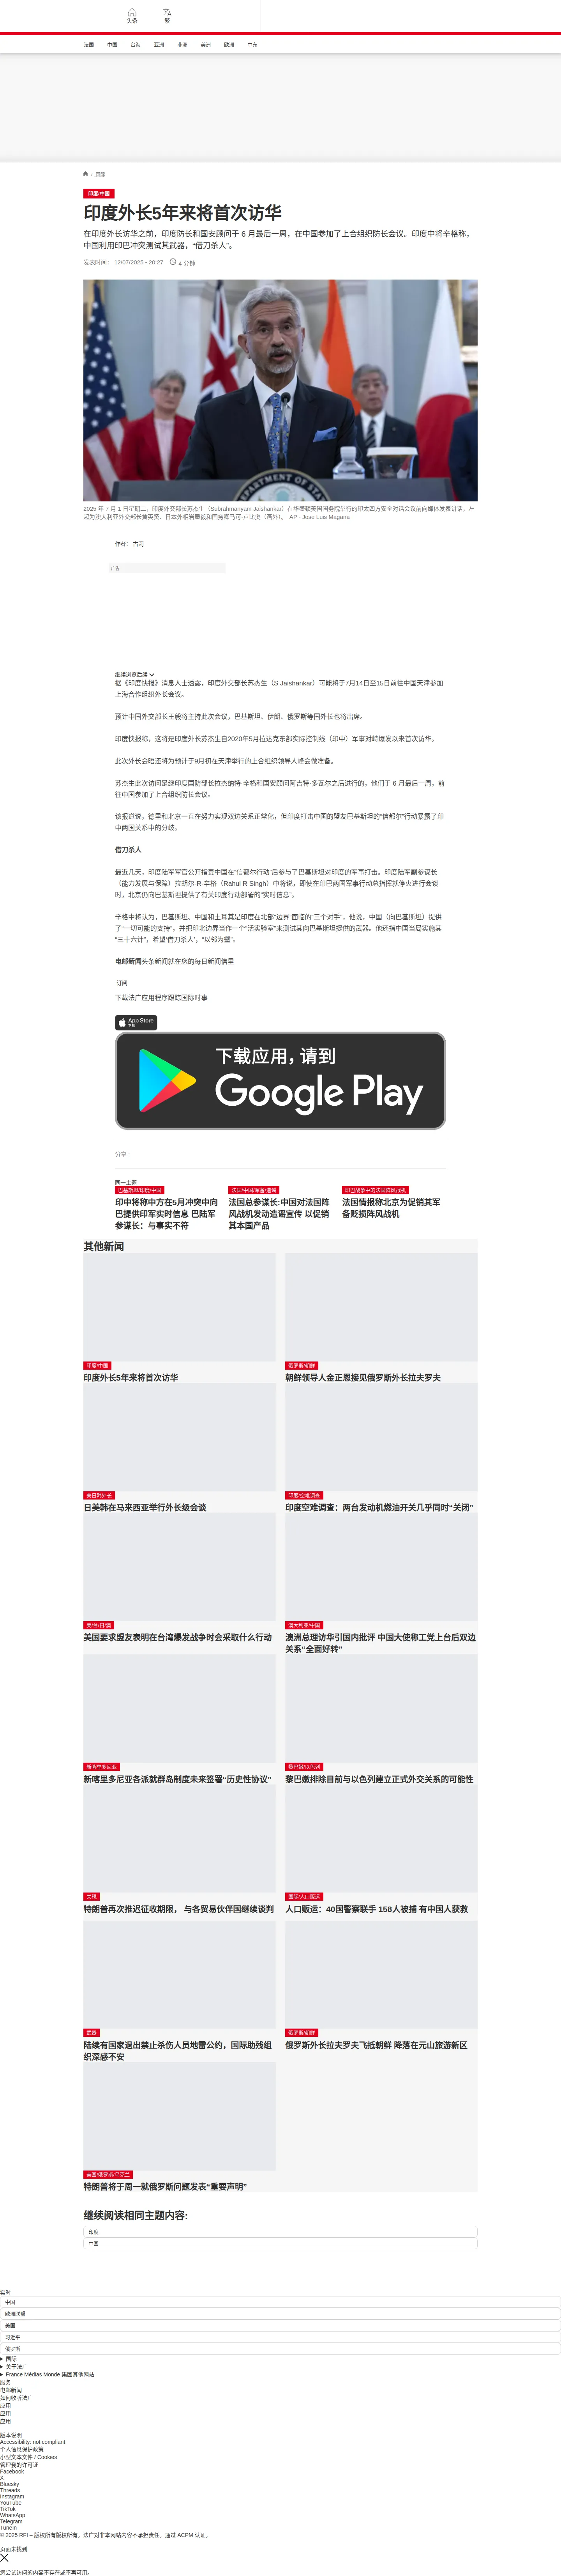 头条
繁
法国
中国
台海
亚洲
非洲
美洲
欧洲
中东
/ 国际
印度/中国
印度外长5年来将首次访华
在印度外长访华之前，印度防长和国安顾问于 6 月最后一周，在中国参加了上合组织防长会议。印度中将辛格称，
中国利用印巴冲突测试其武器，“借刀杀人”。
发表时间： 12/07/2025 - 20:27
4 分钟
2025 年 7 月 1 日星期二，印度外交部长苏杰生（Subrahmanyam Jaishankar）在华盛顿美国国务院举行的印太四方安全对话会议前向媒体发表讲话，左
起为澳大利亚外交部长黄英贤、日本外相岩屋毅和国务卿马可·卢比奥（画外）。 AP - Jose Luis Magana
作者： 古莉
广告
继续浏览后续
据《印度快报》消息人士透露，印度外交部长苏杰生（S Jaishankar）可能将于7月14日至15日前往中国天津参加
上海合作组织外长会议。
预计中国外交部长王毅将主持此次会议，巴基斯坦、伊朗、俄罗斯等国外长也将出席。
印度快报称，这将是印度外长苏杰生自2020年5月拉达克东部实际控制线（印中）军事对峙爆发以来首次访华。
此次外长会晤还将为预计于9月初在天津举行的上合组织领导人峰会做准备。
苏杰生此次访问是继印度国防部长拉杰纳特·辛格和国安顾问阿吉特·多瓦尔之后进行的，他们于 6 月最后一周，前
往中国参加了上合组织防长会议。
该报道说，德里和北京一直在努力实现双边关系正常化，但印度打击中国的盟友巴基斯坦的“信都尔”行动暴露了印
中两国关系中的分歧。
借刀杀人
最近几天，印度陆军军官公开指责中国在“信都尔行动”后参与了巴基斯坦对印度的军事打击。印度陆军副参谋长
（能力发展与保障）拉胡尔·R·辛格（Rahul R Singh）中将说，即便在印巴两国军事行动总指挥就停火进行会谈
时，北京仍向巴基斯坦提供了有关印度行动部署的“实时信息”。
辛格中将认为，巴基斯坦、中国和土耳其是印度在北部“边界”面临的“三个对手”，他说，中国（向巴基斯坦）提供
了“一切可能的支持”，并把印北边界当作一个“活实验室”来测试其向巴基斯坦提供的武器。他还指中国当局实施其
“三十六计”，希望‘借刀杀人’，“以邻为壑”。
电邮新闻头条新闻就在您的每日新闻信里
订阅
下载法广应用程序跟踪国际时事
App Store
下载
下载应用，请到
Google Play
分享 :
同一主题
巴基斯坦/印度/中国
印中将称中方在5月冲突中向
巴提供印军实时信息 巴陆军
参谋长：与事实不符
法国/中国/军备/造谣
法国总参谋长:中国对法国阵
风战机发动造谣宣传 以促销
其本国产品
印巴战争中的法国阵风战机
法国情报称北京为促销其军
备贬损阵风战机
其他新闻
印度/中国
印度外长5年来将首次访华
俄罗斯/朝鲜
朝鲜领导人金正恩接见俄罗斯外长拉夫罗夫
美日韩外长
日美韩在马来西亚举行外长级会谈
印度/空难调查
印度空难调查：两台发动机燃油开关几乎同时“关闭”
美/台/日/澳
美国要求盟友表明在台湾爆发战争时会采取什么行动
澳大利亚/中国
澳洲总理访华引国内批评 中国大使称工党上台后双边
关系“全面好转”
新喀里多尼亚
新喀里多尼亚各派就群岛制度未来签署“历史性协议”
黎巴嫩/以色列
黎巴嫩排除目前与以色列建立正式外交关系的可能性
关税
特朗普再次推迟征收期限， 与各贸易伙伴国继续谈判
国际/人口贩运
人口贩运：40国警察联手 158人被捕 有中国人获救
武器
陆续有国家退出禁止杀伤人员地雷公约，国际助残组
织深感不安
俄罗斯/朝鲜
俄罗斯外长拉夫罗夫飞抵朝鲜 降落在元山旅游新区
美国/俄罗斯/乌克兰
特朗普将于周一就俄罗斯问题发表“重要声明”
继续阅读相同主题内容:
印度
中国
实时
中国
欧洲联盟
美国
习近平
俄罗斯
国际
关于法广
France Médias Monde 集团其他网站
服务
电邮新闻
如何收听法广
应用
应用
应用
版本说明
Accessibility: not compliant
个人信息保护政策
小型文本文件 / Cookies
管理我的许可证
Facebook
X
Bluesky
Threads
Instagram
YouTube
TikTok
WhatsApp
Telegram
TuneIn
© 2025 RFI – 版权所有版权所有。法广对非本网站内容不承担责任。通过 ACPM 认证。
页面未找到
您尝试访问的内容不存在或不再可用。